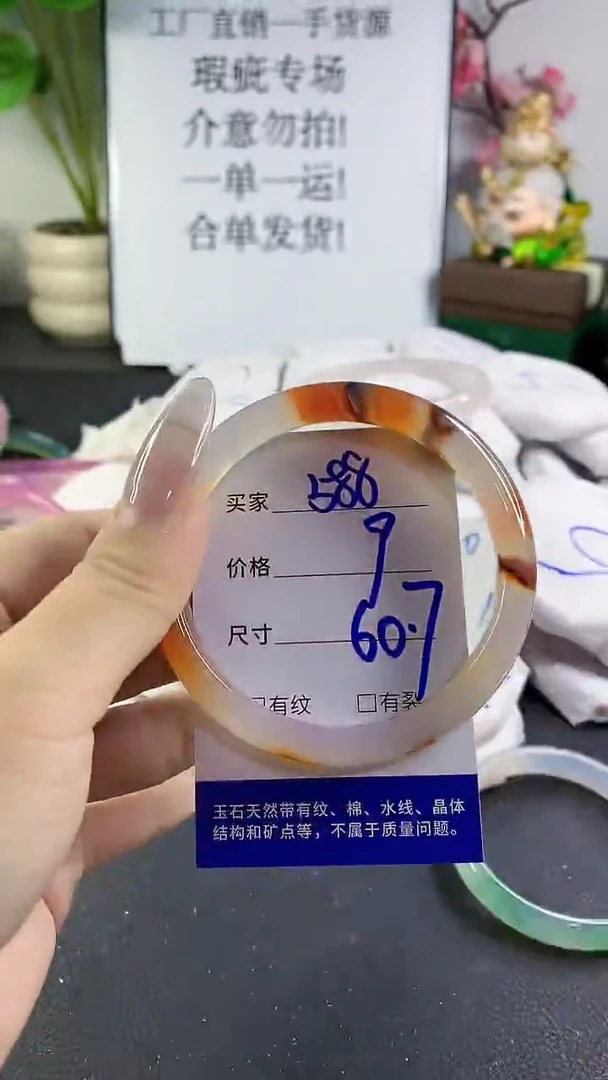 工厂直销一手货源
瑕疵专场
介意勿拍!
一单一运!
合单发货!
买家 586
价格 9
尺寸 60.7
□有纹 □有裂
玉石天然带有纹、棉、水线、晶体
结构和矿点等，不属于质量问题。